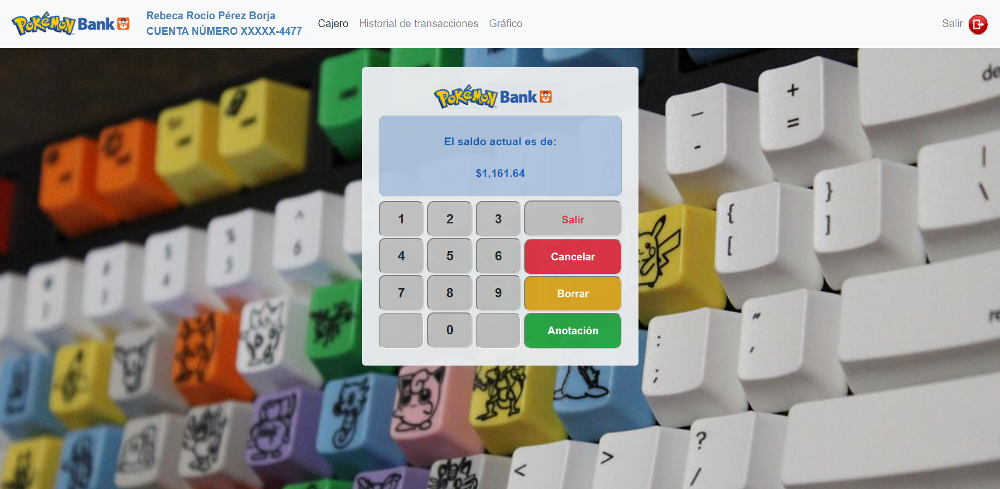 POKÉMON Bank
Rebeca Rocío Pérez Borja
CUENTA NÚMERO XXXXX-4477
Cajero
Historial de transacciones
Gráfico
Salir
POKÉMON Bank
El saldo actual es de:
$1,161.64
1 2 3 Salir
4 5 6 Cancelar
7 8 9 Borrar
0 Anotación
+
=
-
{
[
}
]
|
\
:
;
"
,
<
>
?
/